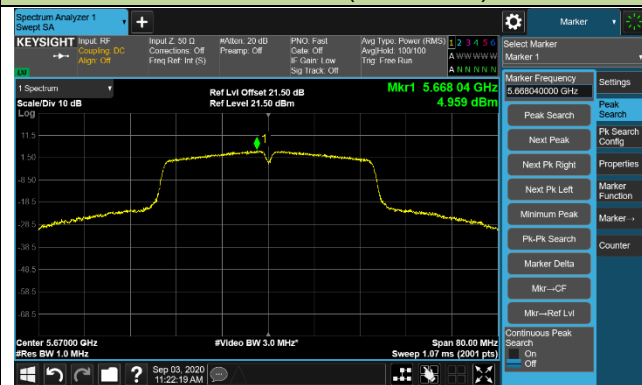 Spectrum Analyzer 1
Swept SA
Marker
KEYSIGHT
Input: RF
Coupling: DC
Align: Off
Input Z: 50 Ω
Corrections: Off
Freq Ref: Int (S)
#Atten: 20 dB
Preamp: Off
PNO: Fast
Gate: Off
IF Gain: Low
Sig Track: Off
Avg Type: Power (RMS)
Avg|Hold: 100/100
Trig: Free Run
1 2 3 4 5 6
A W W W W W
A N N N N N
LXI
Select Marker
Marker 1
1 Spectrum
Scale/Div 10 dB
Log
Ref Lvl Offset 21.50 dB
Ref Level 21.50 dBm
Mkr1 5.668 04 GHz
4.959 dBm
1
11.5
1.50
-8.50
-18.5
-28.5
-38.5
-48.5
-58.5
-68.5
Center 5.67000 GHz
#Res BW 1.0 MHz
#Video BW 3.0 MHz*
Span 80.00 MHz
Sweep 1.07 ms (2001 pts)
Marker Frequency
5.668040000 GHz
Peak Search
Next Peak
Next Pk Right
Next Pk Left
Minimum Peak
Pk-Pk Search
Marker Delta
Mkr→CF
Mkr→Ref Lvl
Continuous Peak
Search
On
Off
Settings
Peak
Search
Pk Search
Config
Properties
Marker
Function
Marker→
Counter
?
Sep 03, 2020
11:22:19 AM